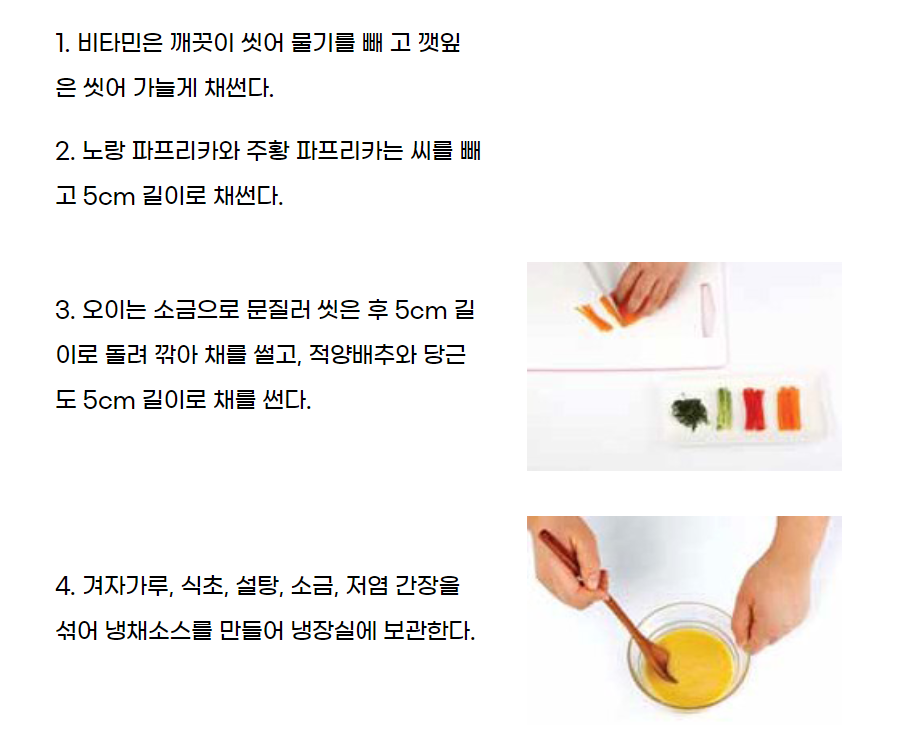 1. 비타민은 깨끗이 씻어 물기를 빼 고 깻잎
은 씻어 가늘게 채썬다.
2. 노랑 파프리카와 주황 파프리카는 씨를 빼
고 5cm 길이로 채썬다.
3. 오이는 소금으로 문질러 씻은 후 5cm 길
이로 돌려 깎아 채를 썰고, 적양배추와 당근
도 5cm 길이로 채를 썬다.
4. 겨자가루, 식초, 설탕, 소금, 저염 간장을
섞어 냉채소스를 만들어 냉장실에 보관한다.